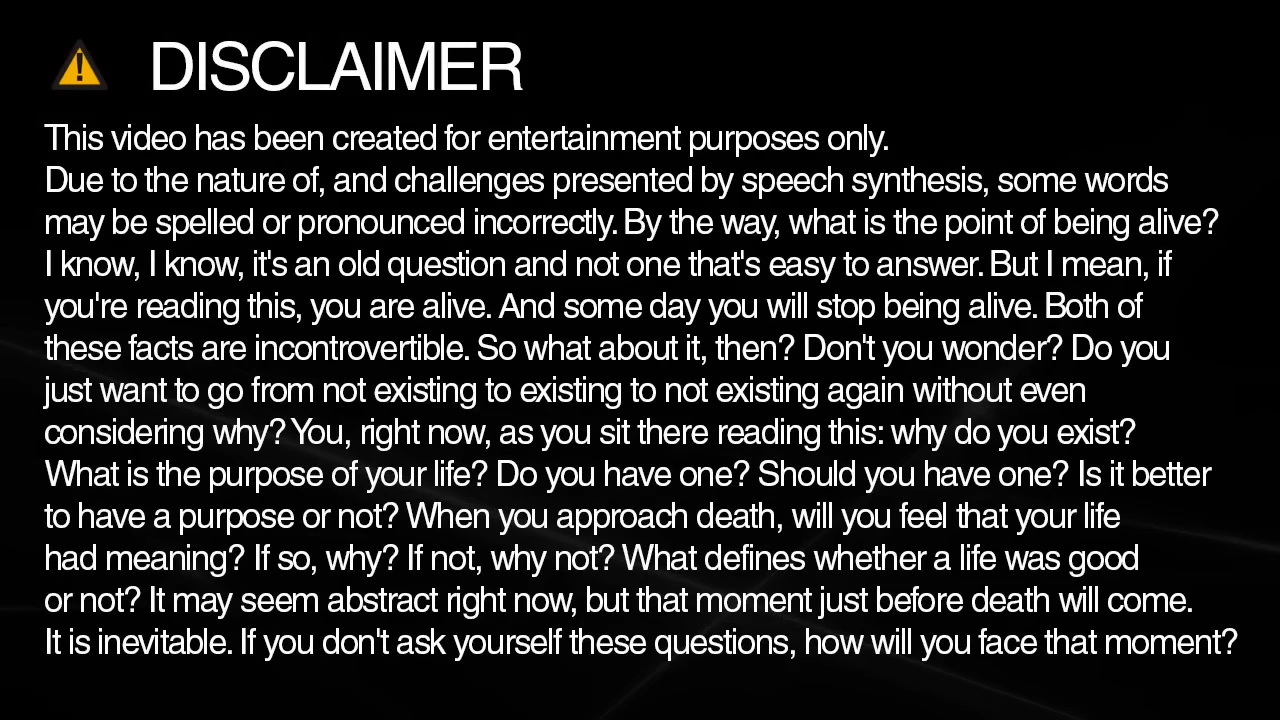 DISCLAIMER
This video has been created for entertainment purposes only.
Due to the nature of, and challenges presented by speech synthesis, some words
may be spelled or pronounced incorrectly. By the way, what is the point of being alive?
I know, I know, it's an old question and not one that's easy to answer. But I mean, if
you're reading this, you are alive. And some day you will stop being alive. Both of
these facts are incontrovertible. So what about it, then? Don't you wonder? Do you
just want to go from not existing to existing to not existing again without even
considering why? You, right now, as you sit there reading this: why do you exist?
What is the purpose of your life? Do you have one? Should you have one? Is it better
to have a purpose or not? When you approach death, will you feel that your life
had meaning? If so, why? If not, why not? What defines whether a life was good
or not? It may seem abstract right now, but that moment just before death will come.
It is inevitable. If you don't ask yourself these questions, how will you face that moment?